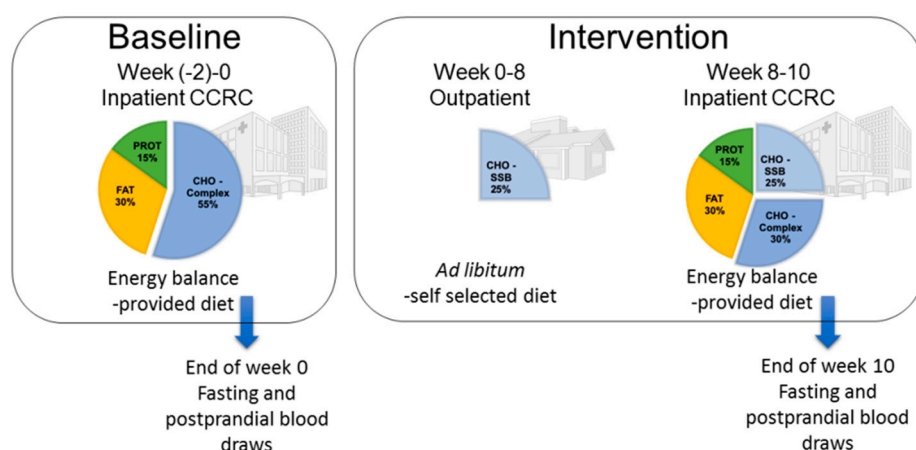 Baseline
Week (-2)-0
Inpatient CCRC
PROT
15%
FAT
30%
CHO -
Complex
55%
Energy balance
-provided diet
End of week 0
Fasting and
postprandial blood
draws
Intervention
Week 0-8
Outpatient
CHO -
SSB
25%
Ad libitum
-self selected diet
Week 8-10
Inpatient CCRC
PROT
15%
CHO -
SSB
25%
FAT
30%
CHO -
Complex
30%
Energy balance
-provided diet
End of week 10
Fasting and
postprandial blood
draws